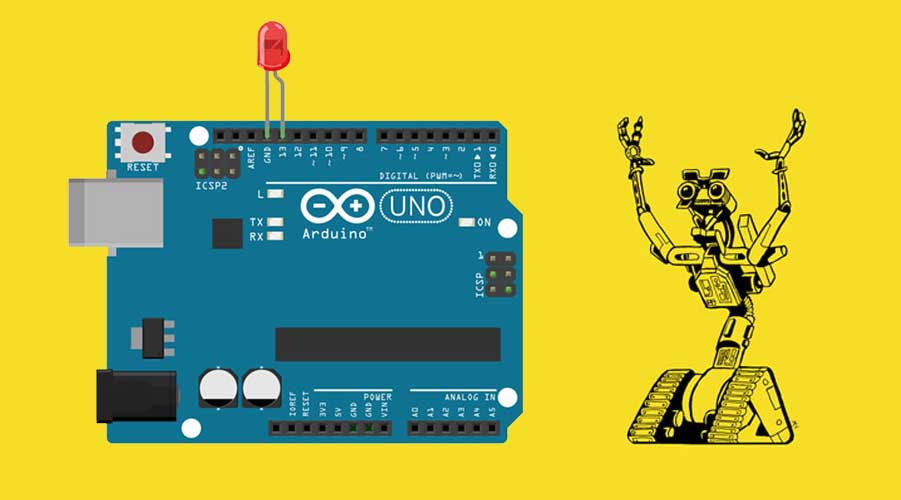 RESET
ICSP2
AREF
GND
13
12
~11
~10
~9
8
7
~6
~5
4
~3
2
TXD▶1
RXD◀0
DIGITAL (PWM=~)
L
TX
RX
UNO
Arduino™
ON
1
ICSP
IOREF
RESET
3V3
5V
GND
GND
VIN
POWER
ANALOG IN
A0
A1
A2
A3
A4
A5